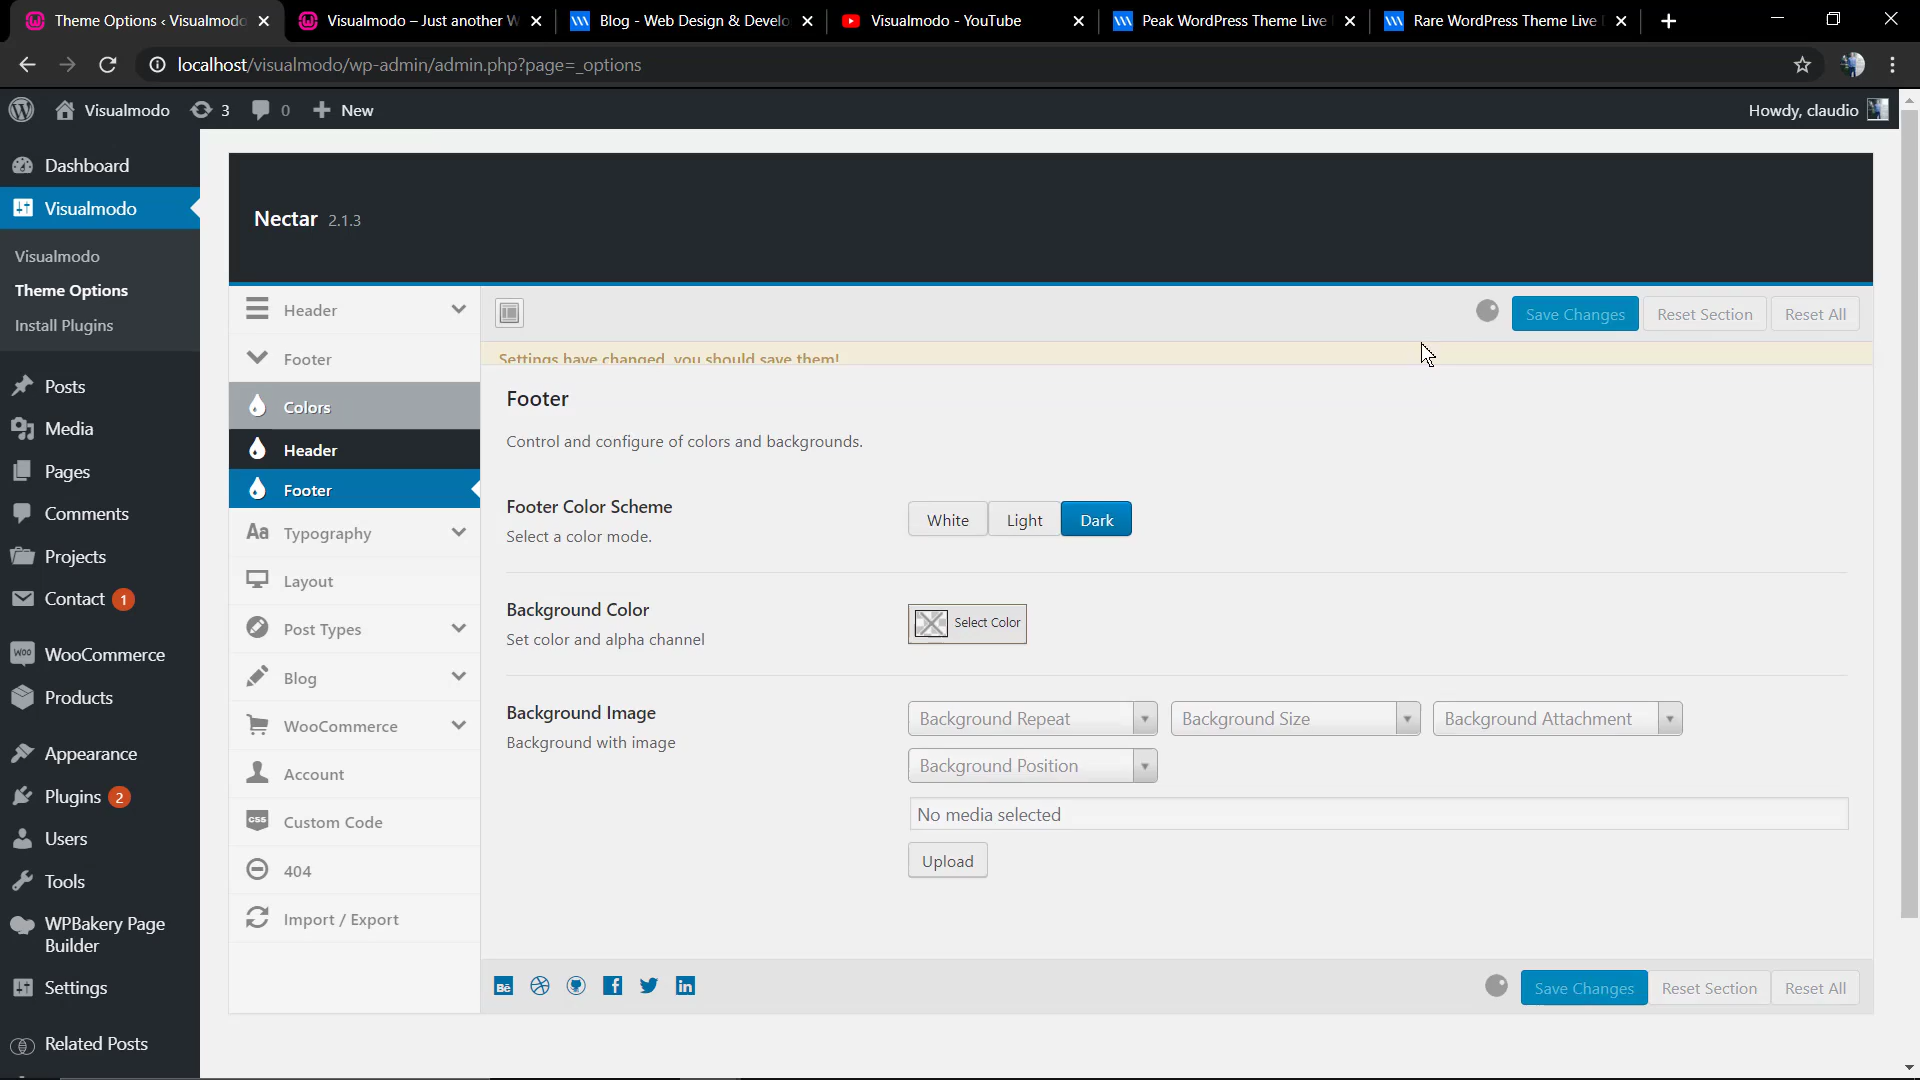 Theme Options ‹ Visualmodo
Visualmodo – Just another W
Blog - Web Design & Develo
Visualmodo - YouTube
Peak WordPress Theme Live
Rare WordPress Theme Live
localhost/visualmodo/wp-admin/admin.php?page=_options
Visualmodo
3
0
New
Howdy, claudio
Dashboard
Visualmodo
Visualmodo
Theme Options
Install Plugins
Posts
Media
Pages
Comments
Projects
Contact 1
WooCommerce
Products
Appearance
Plugins 2
Users
Tools
WPBakery Page
Builder
Settings
Related Posts
Nectar 2.1.3
Header
Footer
Colors
Header
Footer
Aa Typography
Layout
Post Types
Blog
WooCommerce
Account
CSS Custom Code
404
Import / Export
Save Changes
Reset Section
Reset All
Settings have changed, you should save them!
Footer
Control and configure of colors and backgrounds.
Footer Color Scheme
Select a color mode.
White
Light
Dark
Background Color
Set color and alpha channel
Select Color
Background Image
Background with image
Background Repeat
Background Size
Background Attachment
Background Position
No media selected
Upload
Save Changes
Reset Section
Reset All